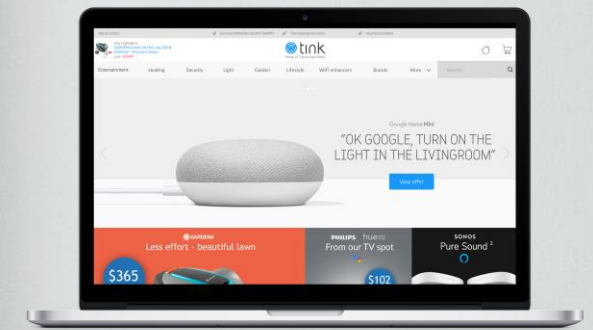 tink
Entertainment Heating Security Light Garden Lifestyle WiFi enhancers Brands More Search
Google Home Mini
"OK GOOGLE, TURN ON THE
LIGHT IN THE LIVINGROOM"
View offer
GARDENA
Less effort - beautiful lawn
$365
PHILIPS hue
From our TV spot
$102
SONOS
Pure Sound ²